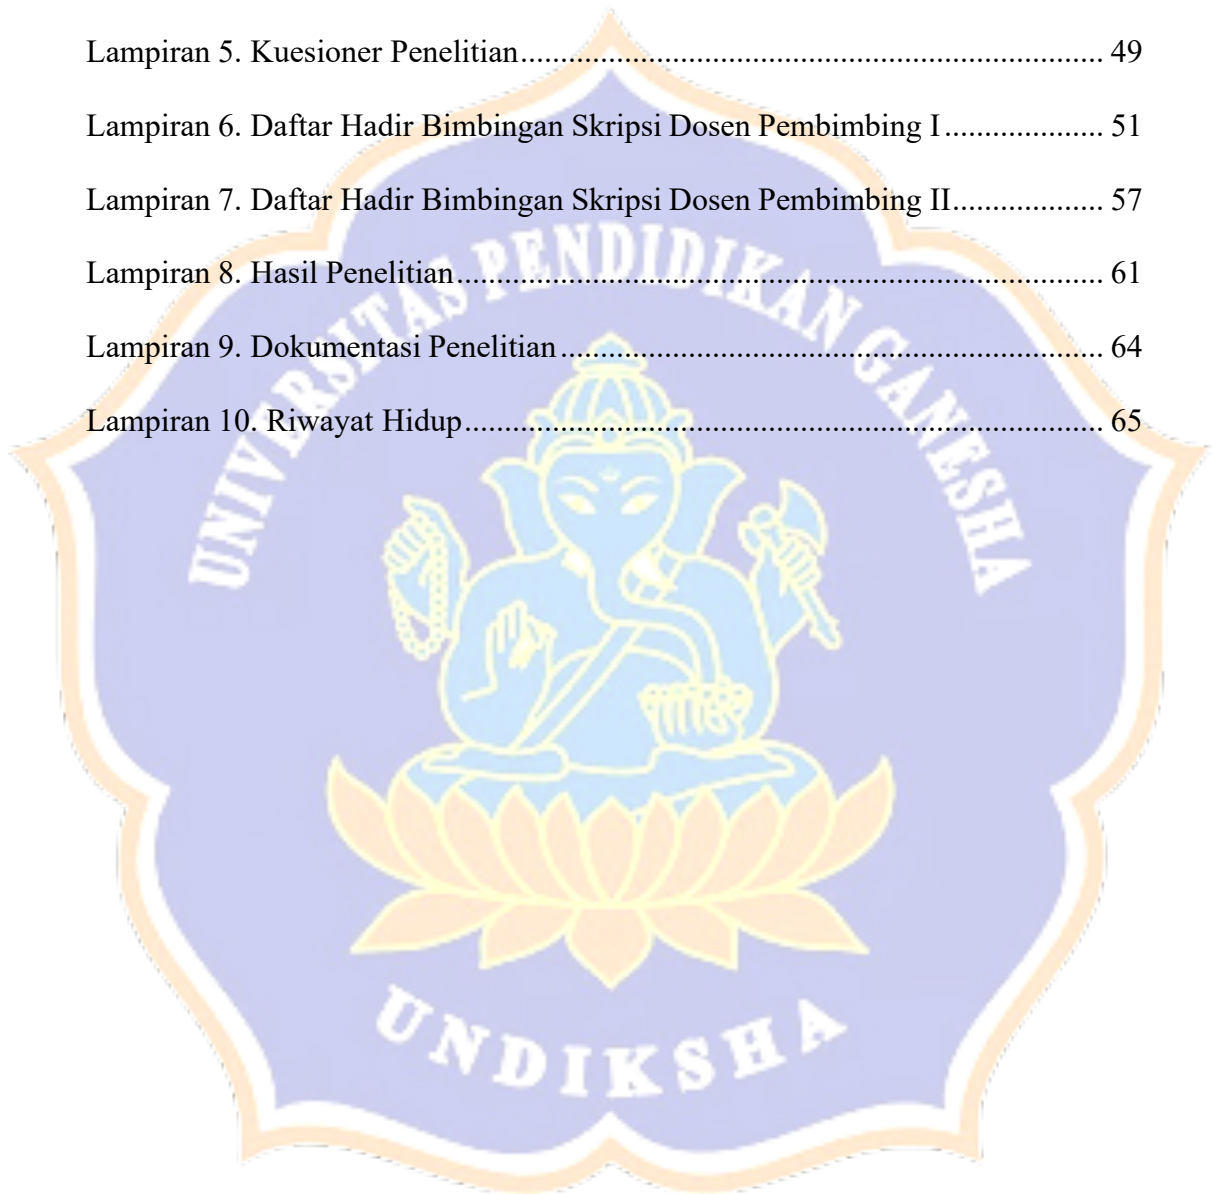 Lampiran 5. Kuesioner Penelitian.......................................................................... 49
Lampiran 6. Daftar Hadir Bimbingan Skripsi Dosen Pembimbing I.................... 51
Lampiran 7. Daftar Hadir Bimbingan Skripsi Dosen Pembimbing II................... 57
Lampiran 8. Hasil Penelitian.................................................................................. 61
Lampiran 9. Dokumentasi Penelitian..................................................................... 64
Lampiran 10. Riwayat Hidup................................................................................. 65
UNIVERSITAS PENDIDIKAN GANESHA
UNDIKSHA